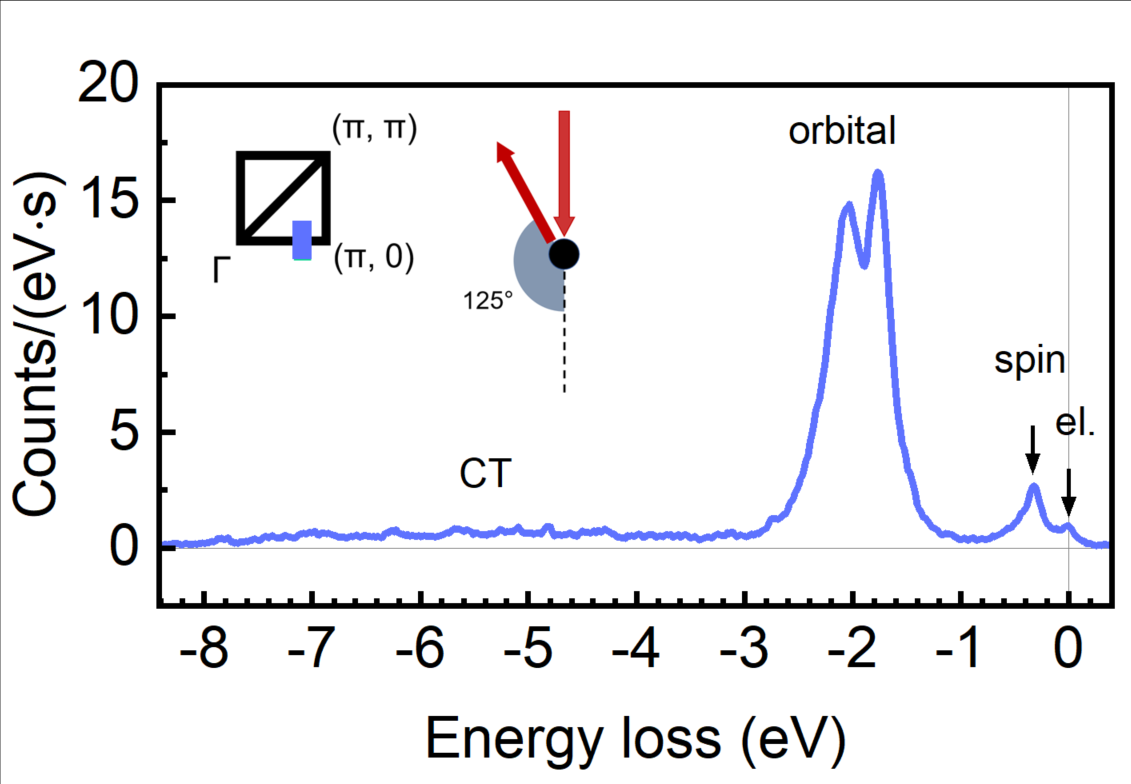 20
15
10
5
0
Counts/(eV·s)
(π, π)
(π, 0)
Γ
125°
orbital
spin
el.
CT
-8 -7 -6 -5 -4 -3 -2 -1 0
Energy loss (eV)